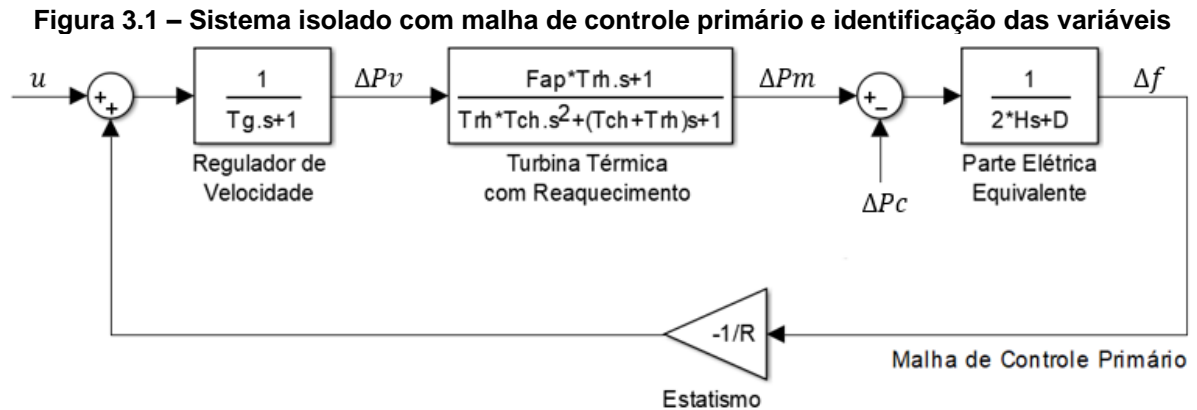 Figura 3.1 – Sistema isolado com malha de controle primário e identificação das variáveis
u
+
+
1
Tg.s+1
Regulador de
Velocidade
ΔPv
Fap*Trh.s+1
Trh*Tch.s²+(Tch+Trh)s+1
Turbina Térmica
com Reaquecimento
ΔPm
+
−
ΔPc
1
2*Hs+D
Parte Elétrica
Equivalente
Δf
-1/R
Malha de Controle Primário
Estatismo